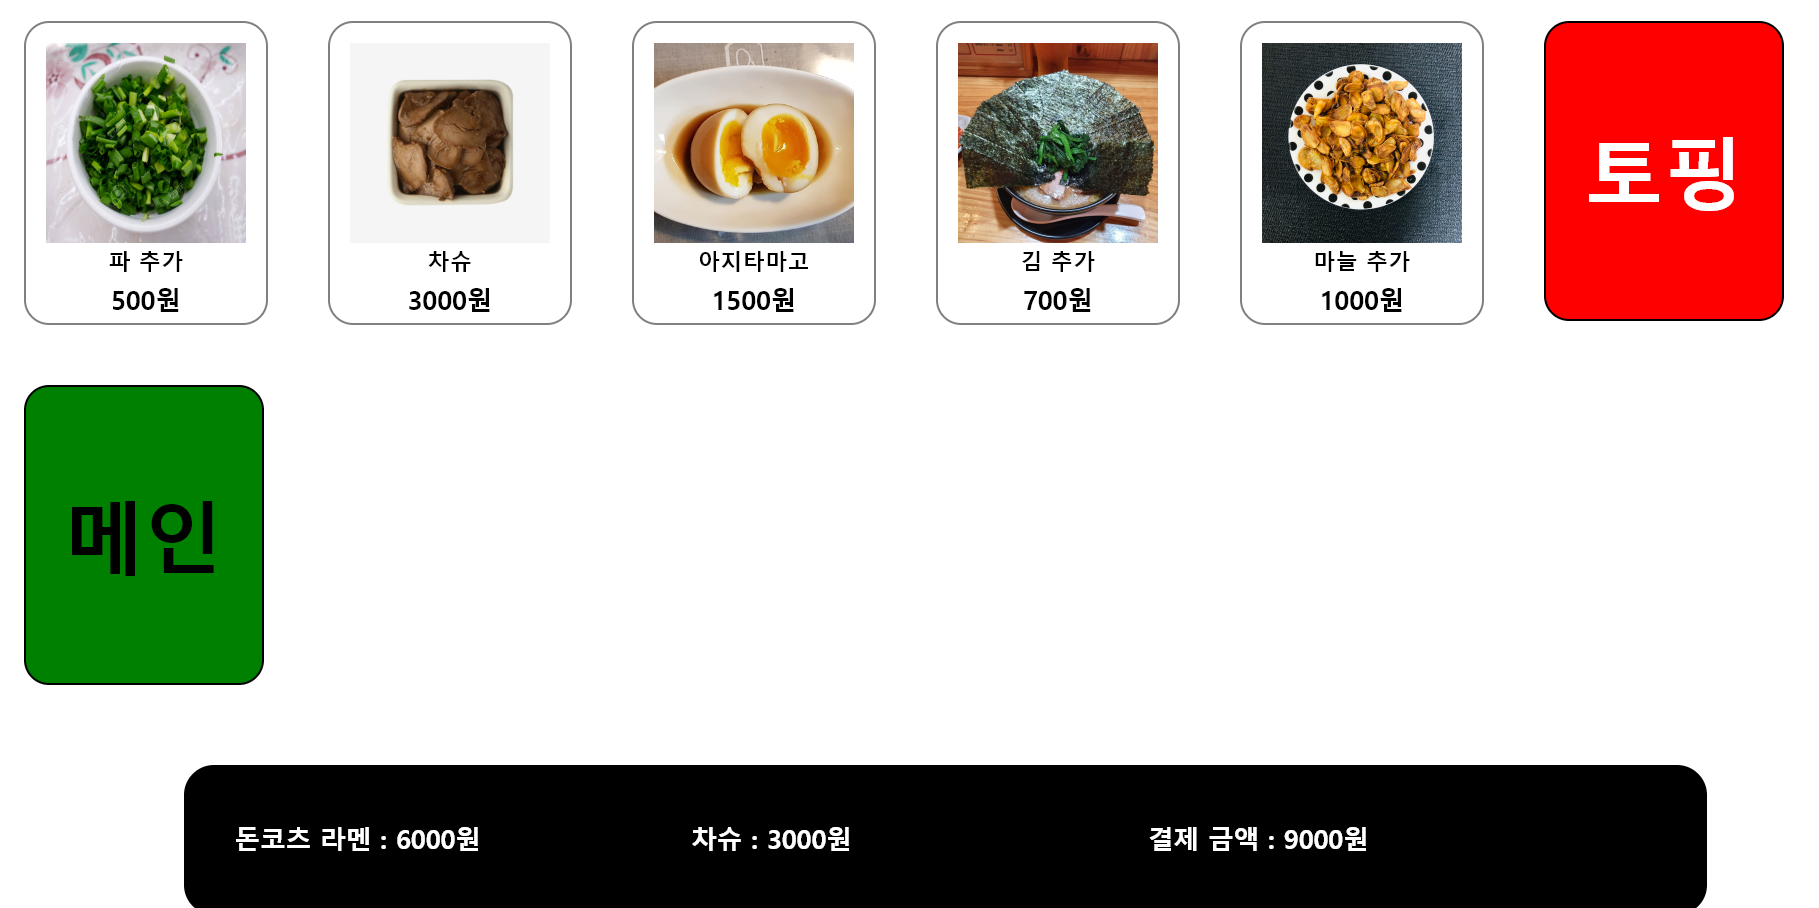 파 추가
500원
차슈
3000원
아지타마고
1500원
김 추가
700원
마늘 추가
1000원
토핑
메인
돈코츠 라멘 : 6000원
차슈 : 3000원
결제 금액 : 9000원